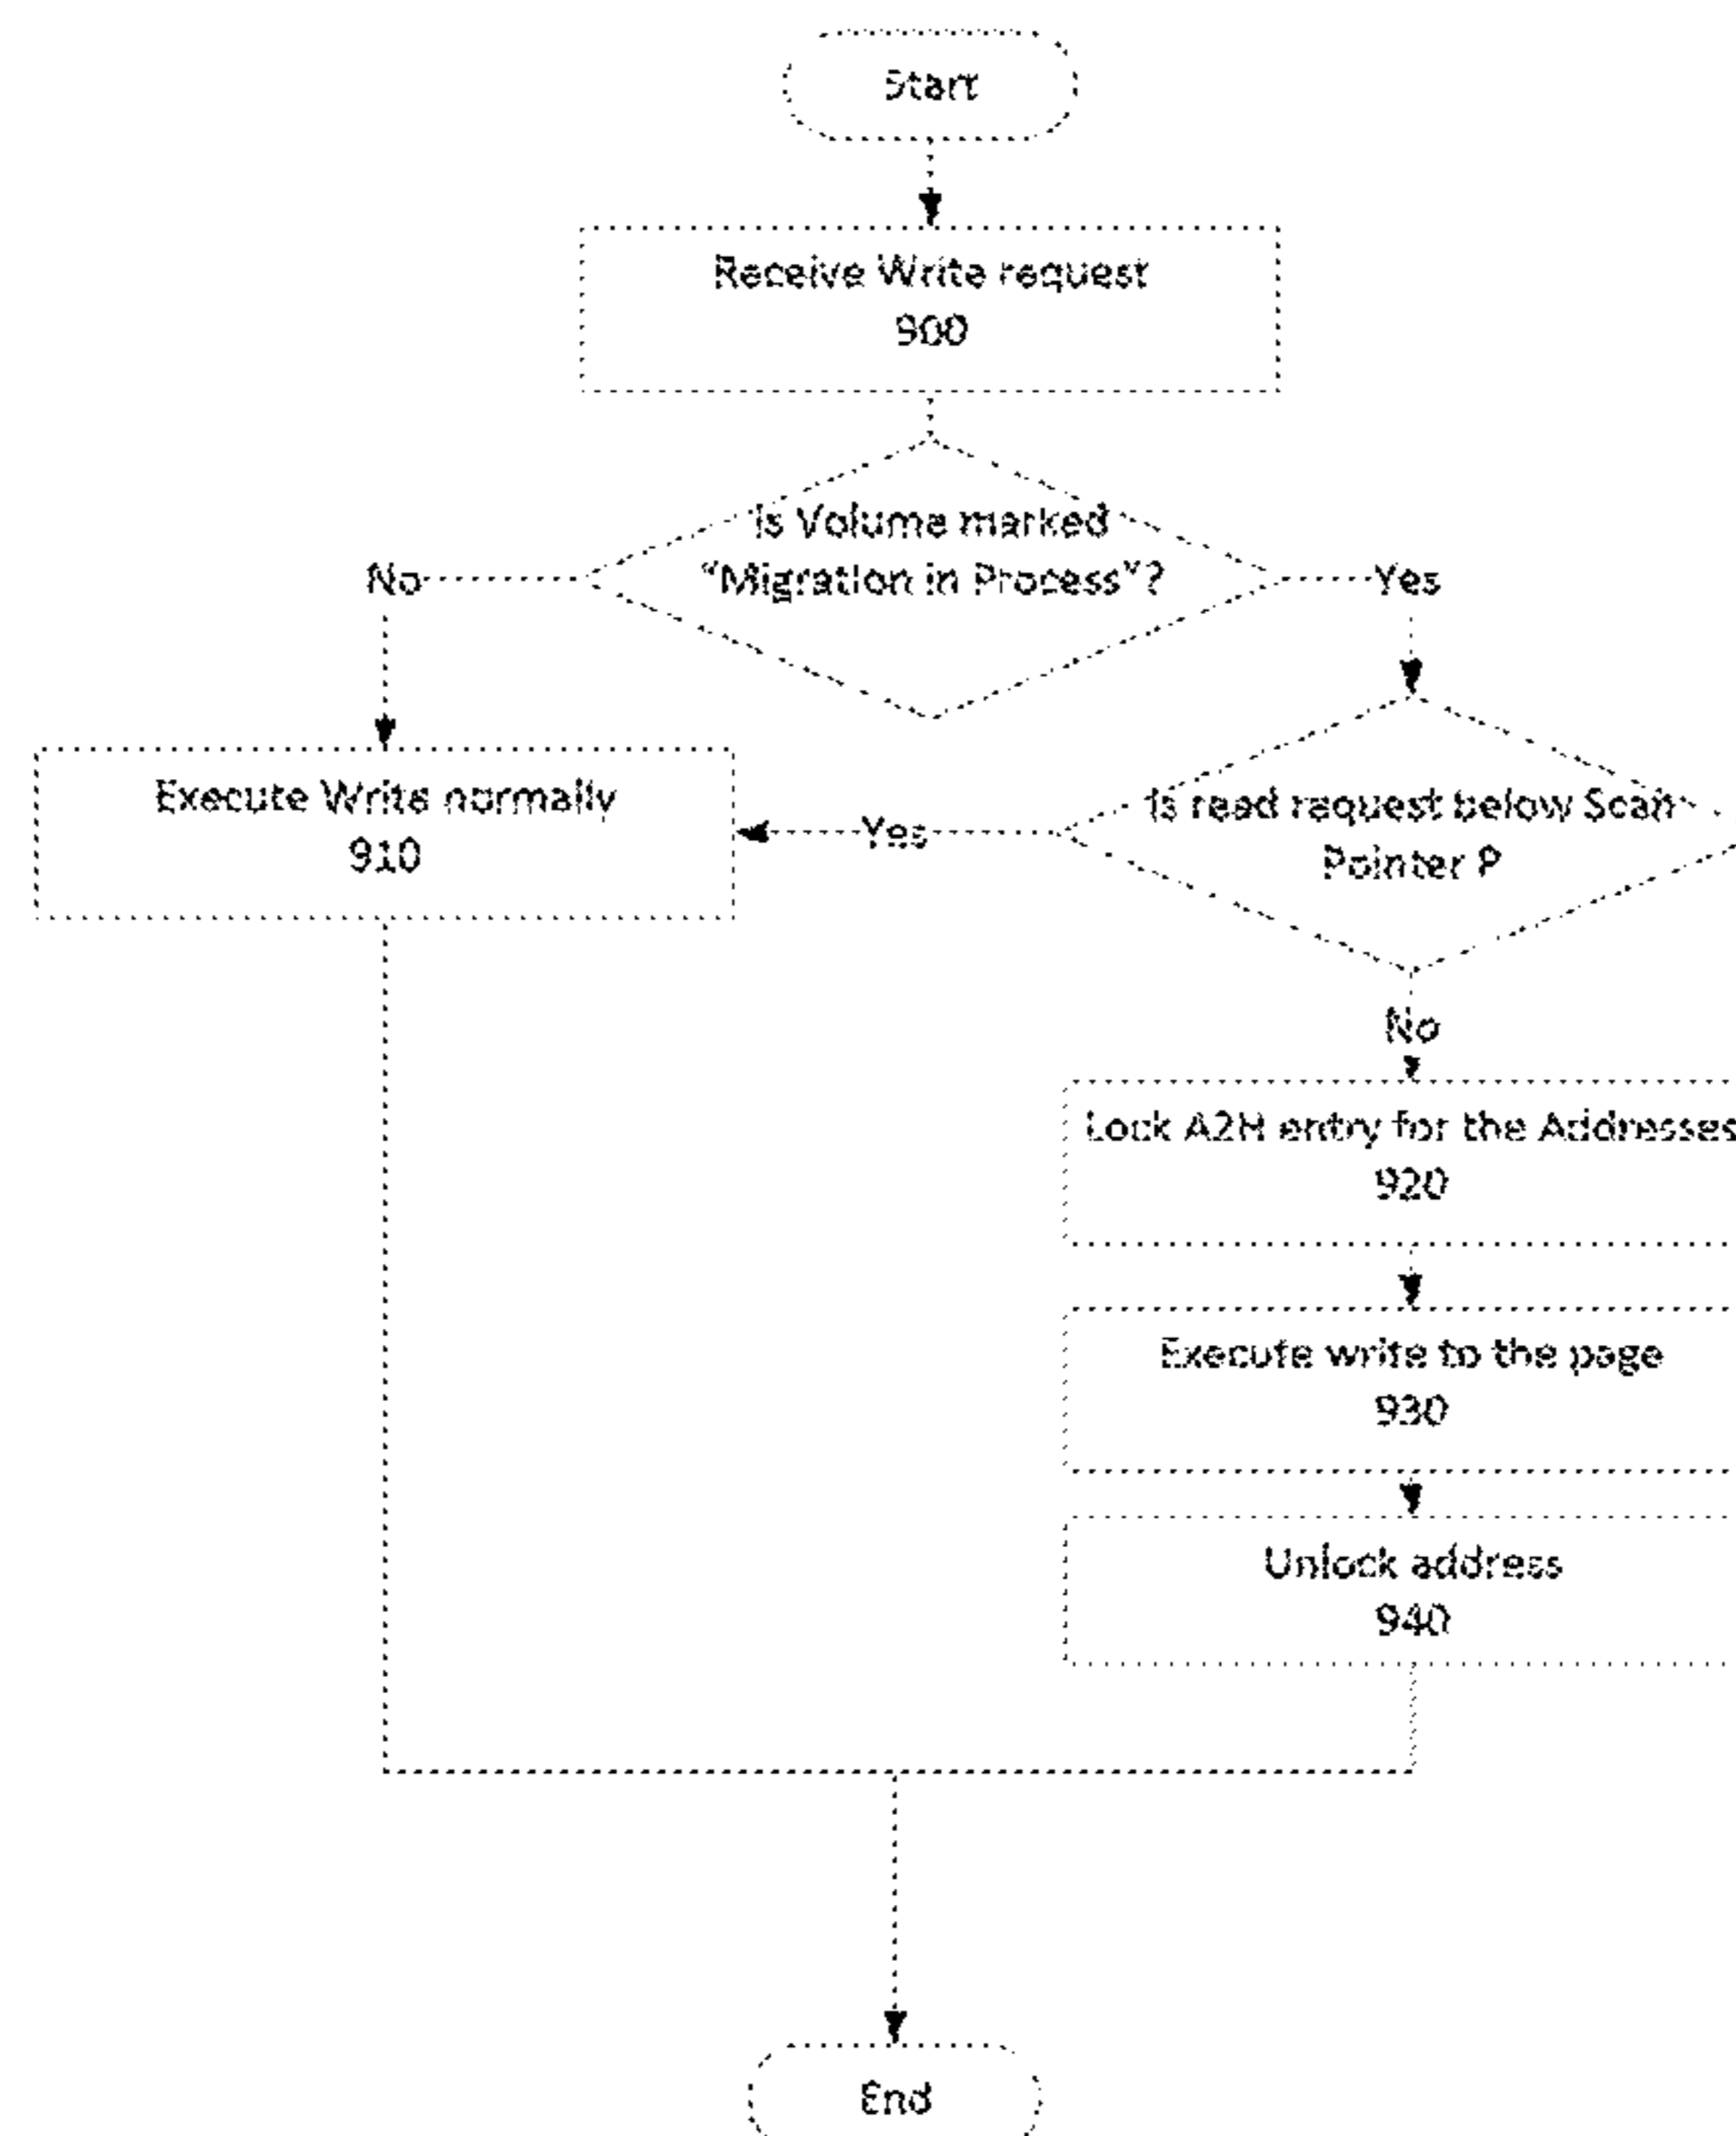 Start
Receive Write request
900
Is Volume marked
"Migration in Process"?
No
Yes
Execute Write normally
910
Yes
Is read request below Scan
Pointer P
No
Lock A2H entry for the Addresses
920
Execute write to the page
930
Unlock address
940
End